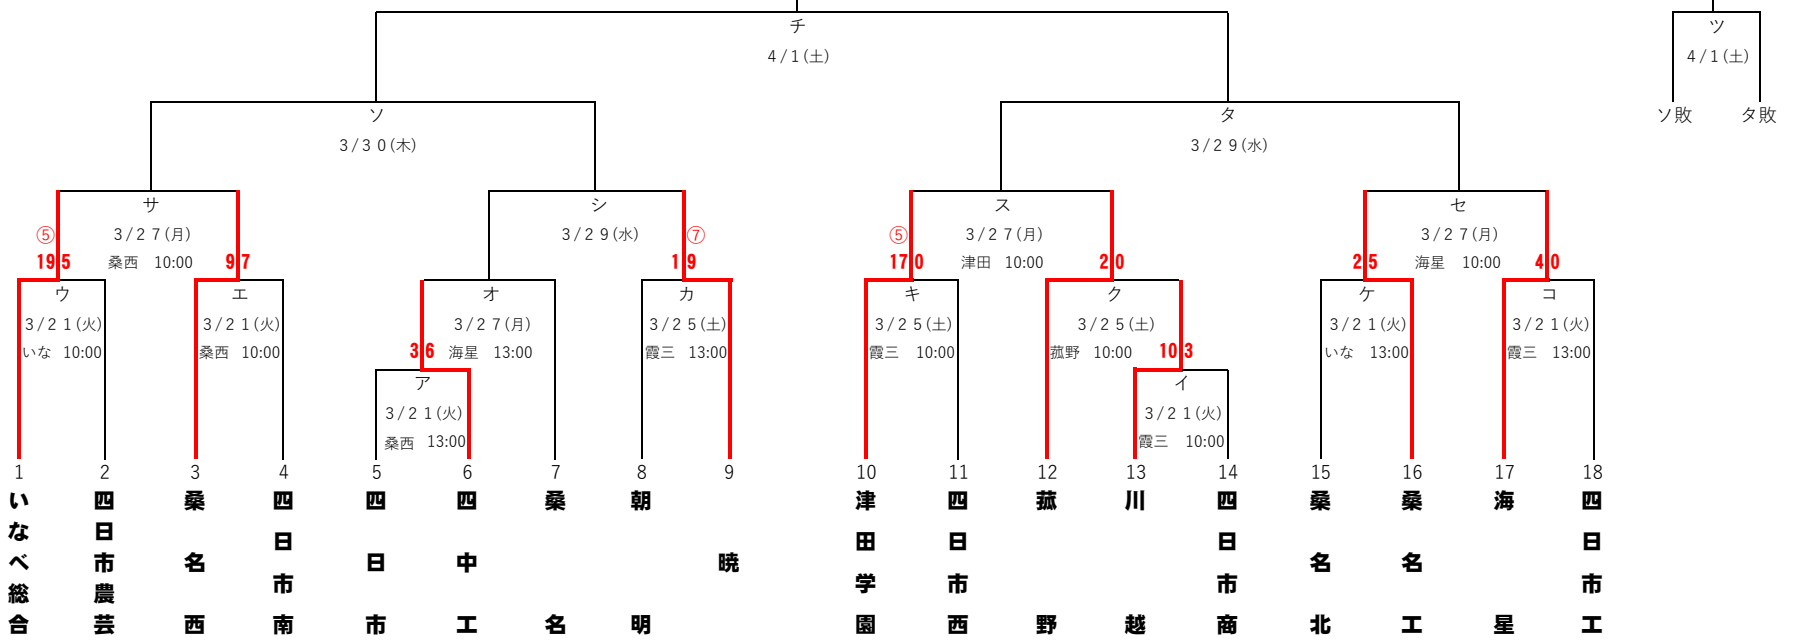 チ
4/1(土)
ツ
4/1(土)
ソ敗 タ敗
ソ
3/30(木)
タ
3/29(水)
サ
3/27(月)
桑西 10:00
シ
3/29(水)
ス
3/27(月)
津田 10:00
セ
3/27(月)
海星 10:00
⑤
19 5
9 7
⑦
1 9
⑤
17 0
2 0
2 5
4 0
ウ
3/21(火)
いな 10:00
エ
3/21(火)
桑西 10:00
オ
3/27(月)
海星 13:00
カ
3/25(土)
霞三 13:00
キ
3/25(土)
霞三 10:00
ク
3/25(土)
菰野 10:00
ケ
3/21(火)
いな 13:00
コ
3/21(火)
霞三 13:00
3 6
10 3
ア
3/21(火)
桑西 13:00
イ
3/21(火)
霞三 10:00
1 2 3 4 5 6 7 8 9 10 11 12 13 14 15 16 17 18
いなべ総合
四日市農芸
桑名西
四日市南
四日市
四中工
桑名
朝明
暁
津田学園
四日市西
菰野
川越
四日市商
桑名北
桑名工
海星
四日市工